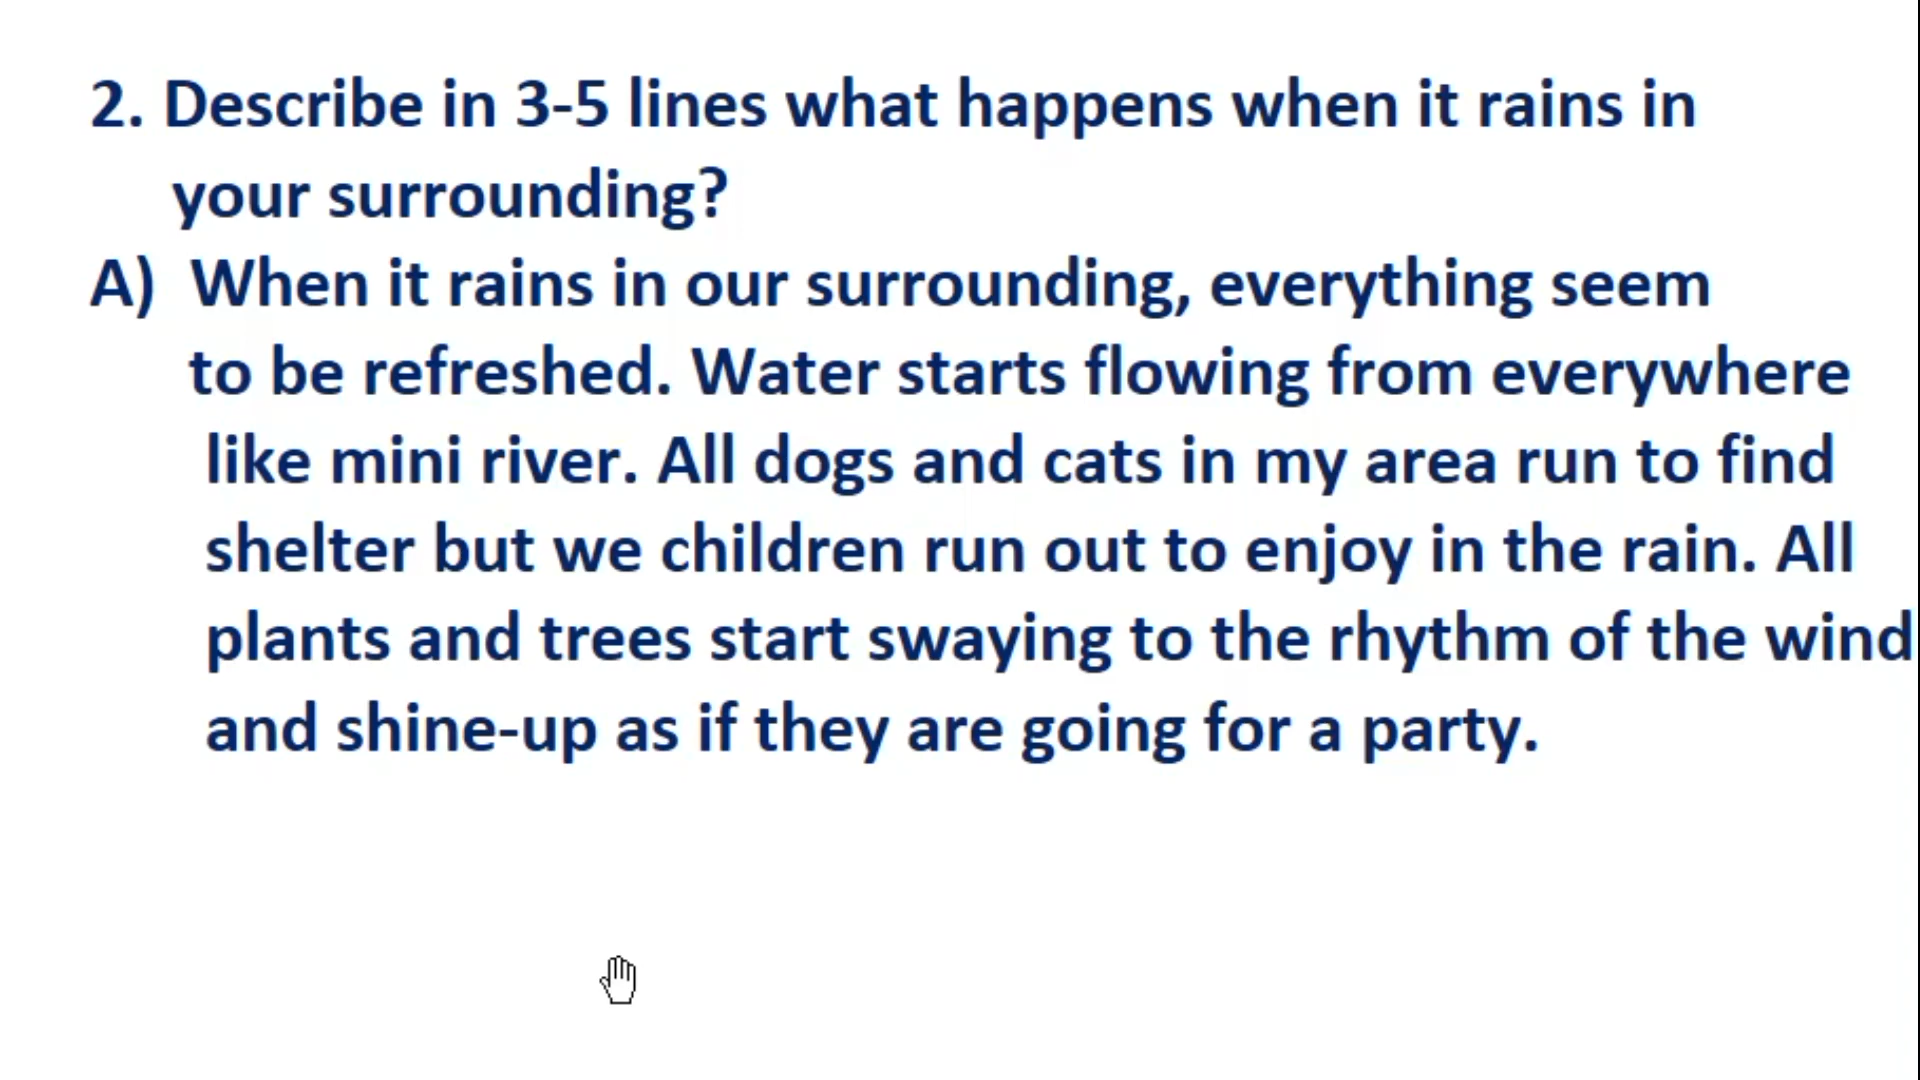 2. Describe in 3-5 lines what happens when it rains in
your surrounding?
A) When it rains in our surrounding, everything seem
to be refreshed. Water starts flowing from everywhere
like mini river. All dogs and cats in my area run to find
shelter but we children run out to enjoy in the rain. All
plants and trees start swaying to the rhythm of the wind
and shine-up as if they are going for a party.